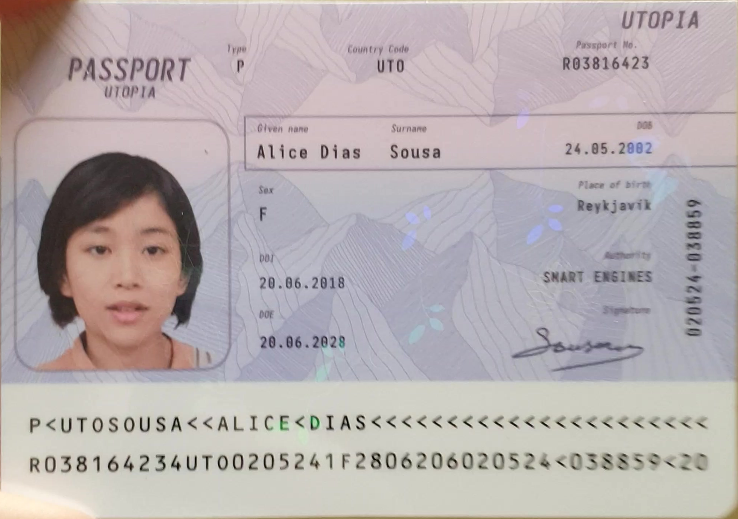 UTOPIA
PASSPORT
UTOPIA
Type
P
Country Code
UTO
Passport No.
R03816423
Given name
Alice Dias
Surname
Sousa
DOB
24.05.2002
Sex
F
Place of birth
Reykjavik
DOI
20.06.2018
Authority
SMART ENGINES
DOE
20.06.2028
Signature
Sousa
020524-038859
P<UTOSOUSA<<ALICE<DIAS<<<<<<<<<<<<<<<<<<<<<<
R038164234UTO0205241F2806206020524<038859<20